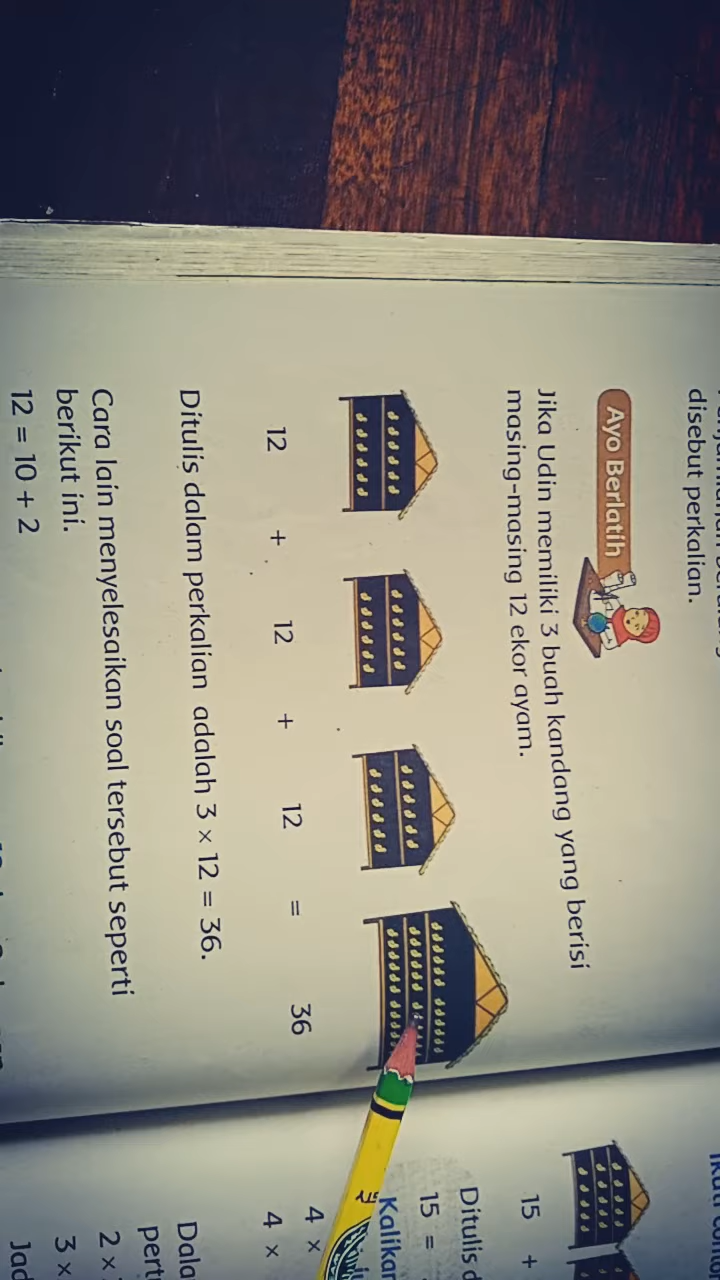 disebut perkalian.
Ayo Berlatih
Jika Udin memiliki 3 buah kandang yang berisi
masing-masing 12 ekor ayam.
12 + 12 + 12 = 36
Ditulis dalam perkalian adalah 3 × 12 = 36.
Cara lain menyelesaikan soal tersebut seperti
berikut ini.
12 = 10 + 2
15 +
Ditulis d
15 =
Kalikan
4 ×
4 ×
Dala
2 ×
3 ×
Jad